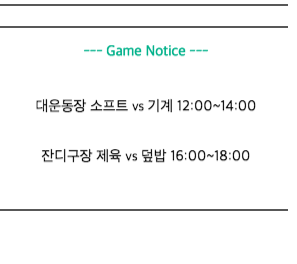 --- Game Notice ---
대운동장 소프트 vs 기계 12:00~14:00
잔디구장 제육 vs 덮밥 16:00~18:00